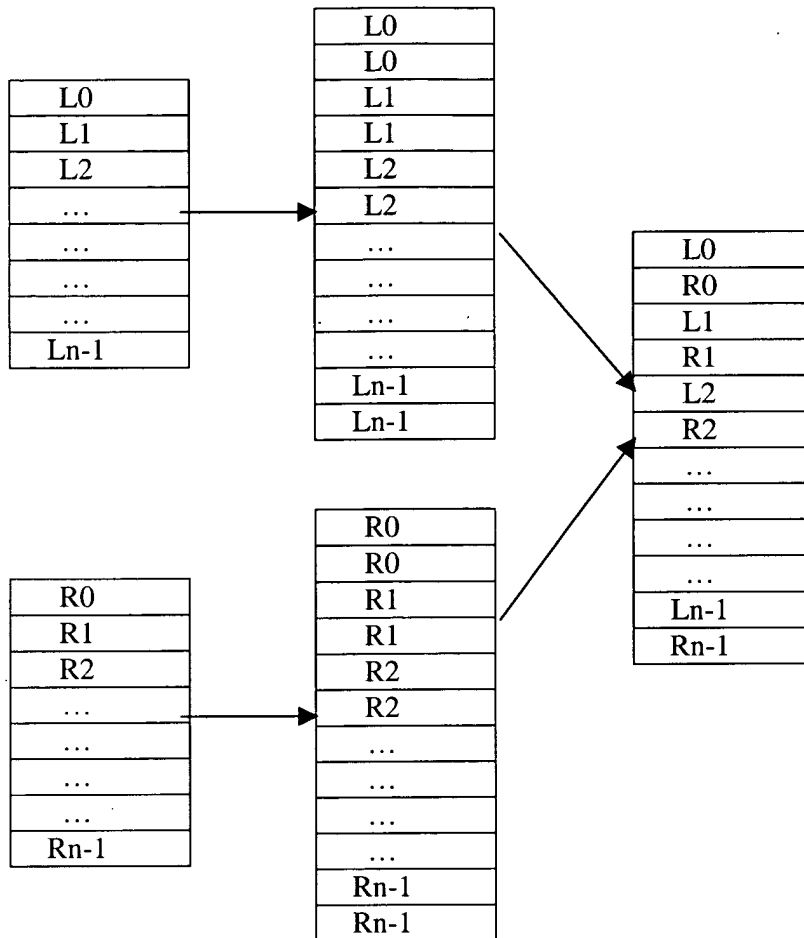 L0
L1
L2
…
…
…
…
Ln-1
L0
L0
L1
L1
L2
L2
…
…
…
…
Ln-1
Ln-1
R0
R1
R2
…
…
…
…
Rn-1
R0
R0
R1
R1
R2
R2
…
…
…
…
Rn-1
Rn-1
L0
R0
L1
R1
L2
R2
…
…
…
…
Ln-1
Rn-1